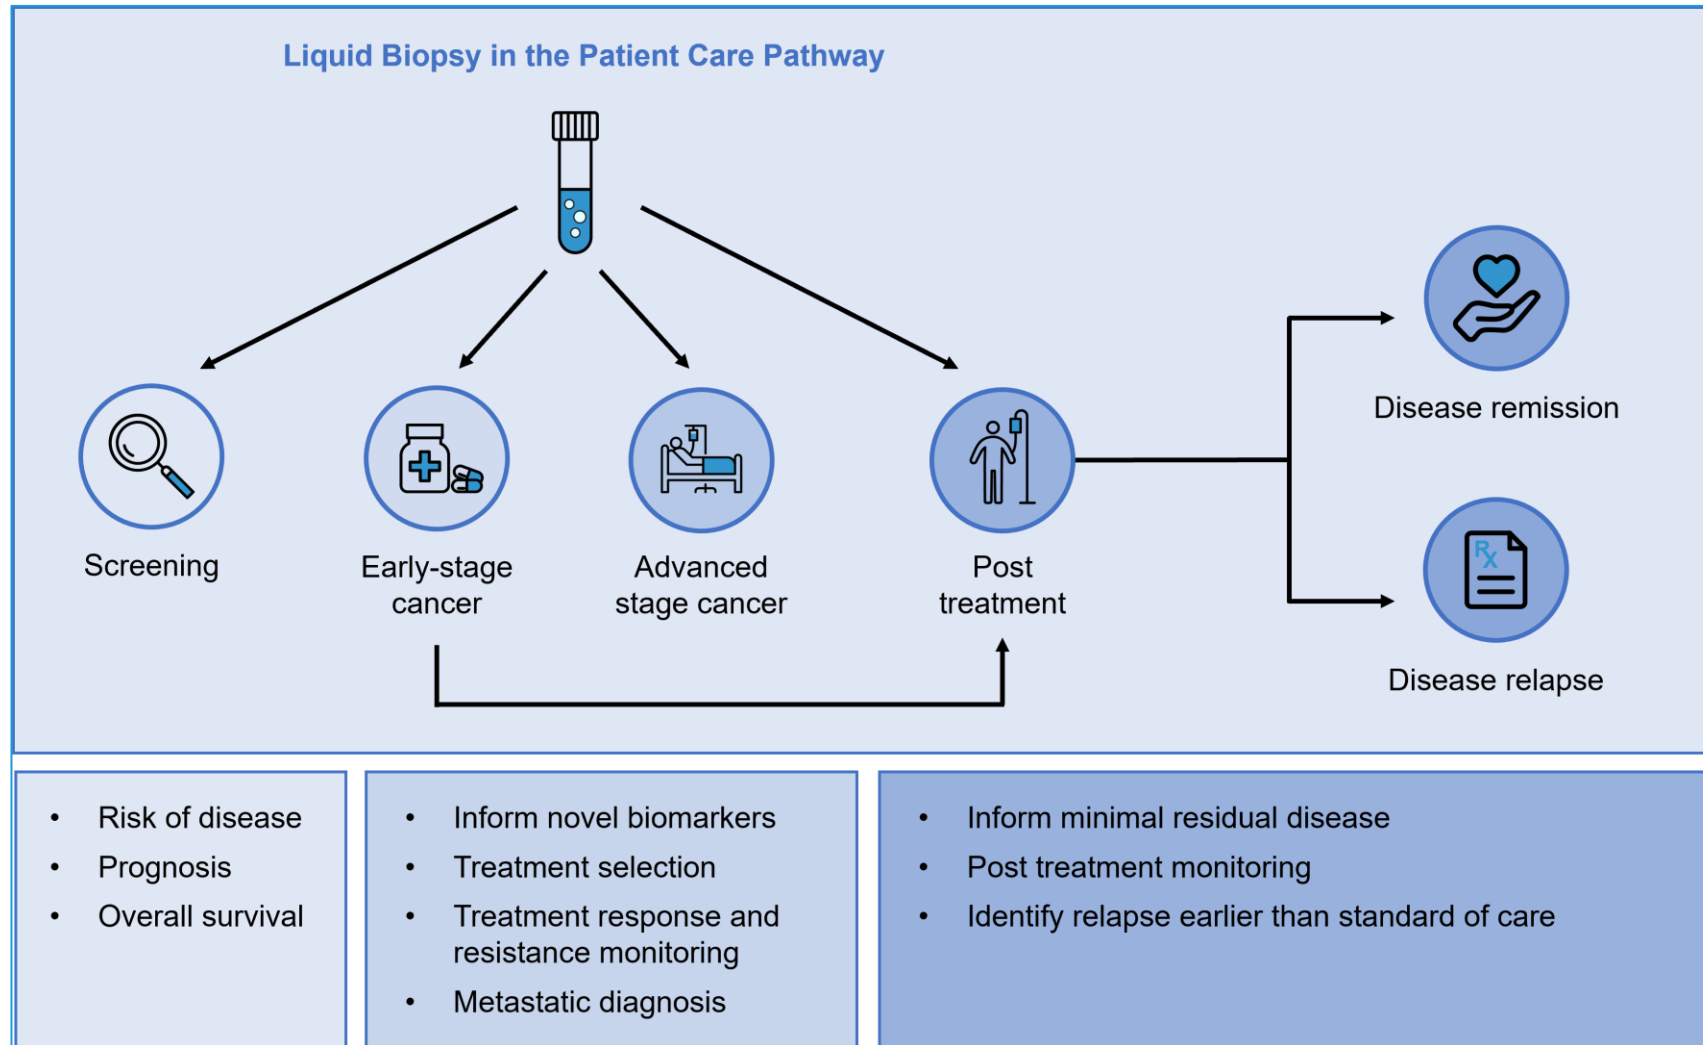 Liquid Biopsy in the Patient Care Pathway
Screening
Early-stage
cancer
Advanced
stage cancer
Post
treatment
Disease remission
Rx
Disease relapse
• Risk of disease
• Prognosis
• Overall survival
• Inform novel biomarkers
• Treatment selection
• Treatment response and
resistance monitoring
• Metastatic diagnosis
• Inform minimal residual disease
• Post treatment monitoring
• Identify relapse earlier than standard of care